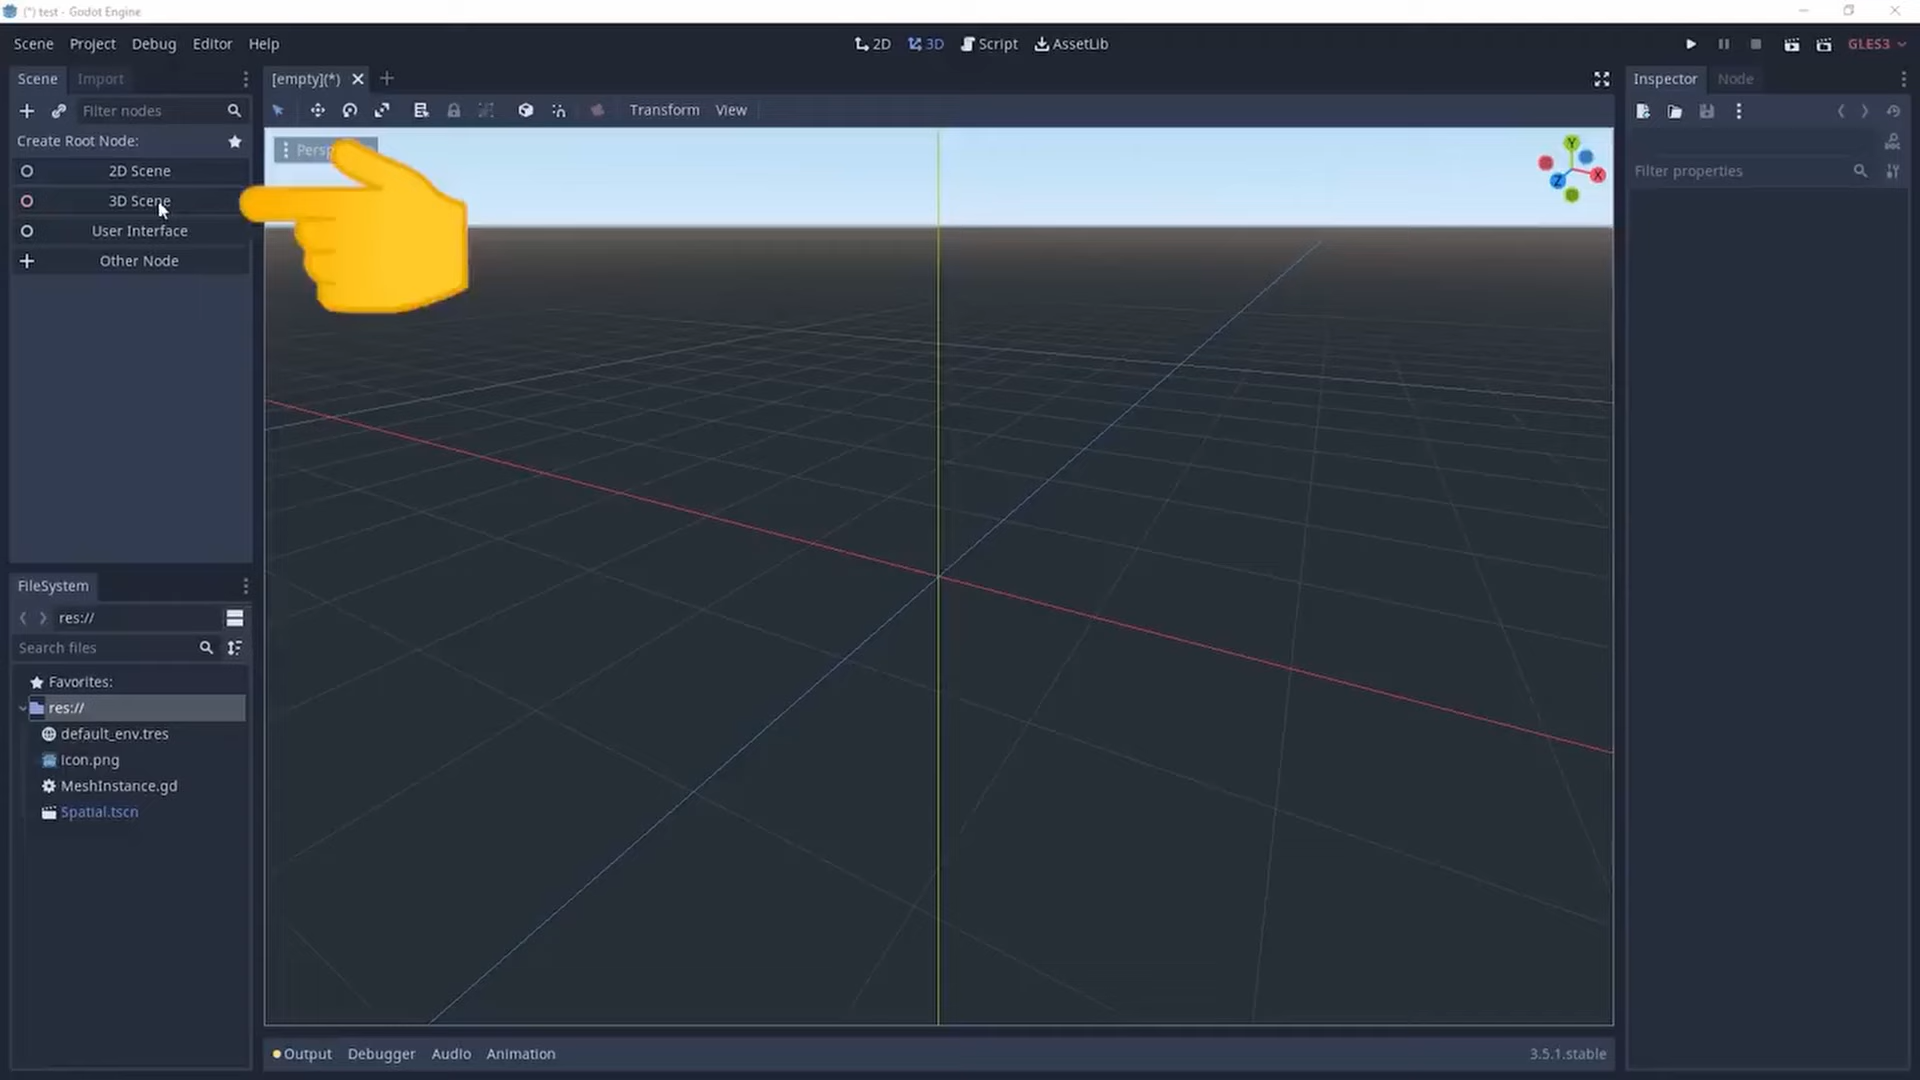 (*) test - Godot Engine
Scene Project Debug Editor Help
2D 3D Script AssetLib
GLES3
Scene Import
[empty](*)
Inspector Node
Filter nodes
Transform View
Create Root Node:
Persp
2D Scene
Filter properties
3D Scene
User Interface
Other Node
Y
X
Z
FileSystem
res://
Search files
Favorites:
res://
default_env.tres
icon.png
MeshInstance.gd
Spatial.tscn
Output Debugger Audio Animation
3.5.1.stable